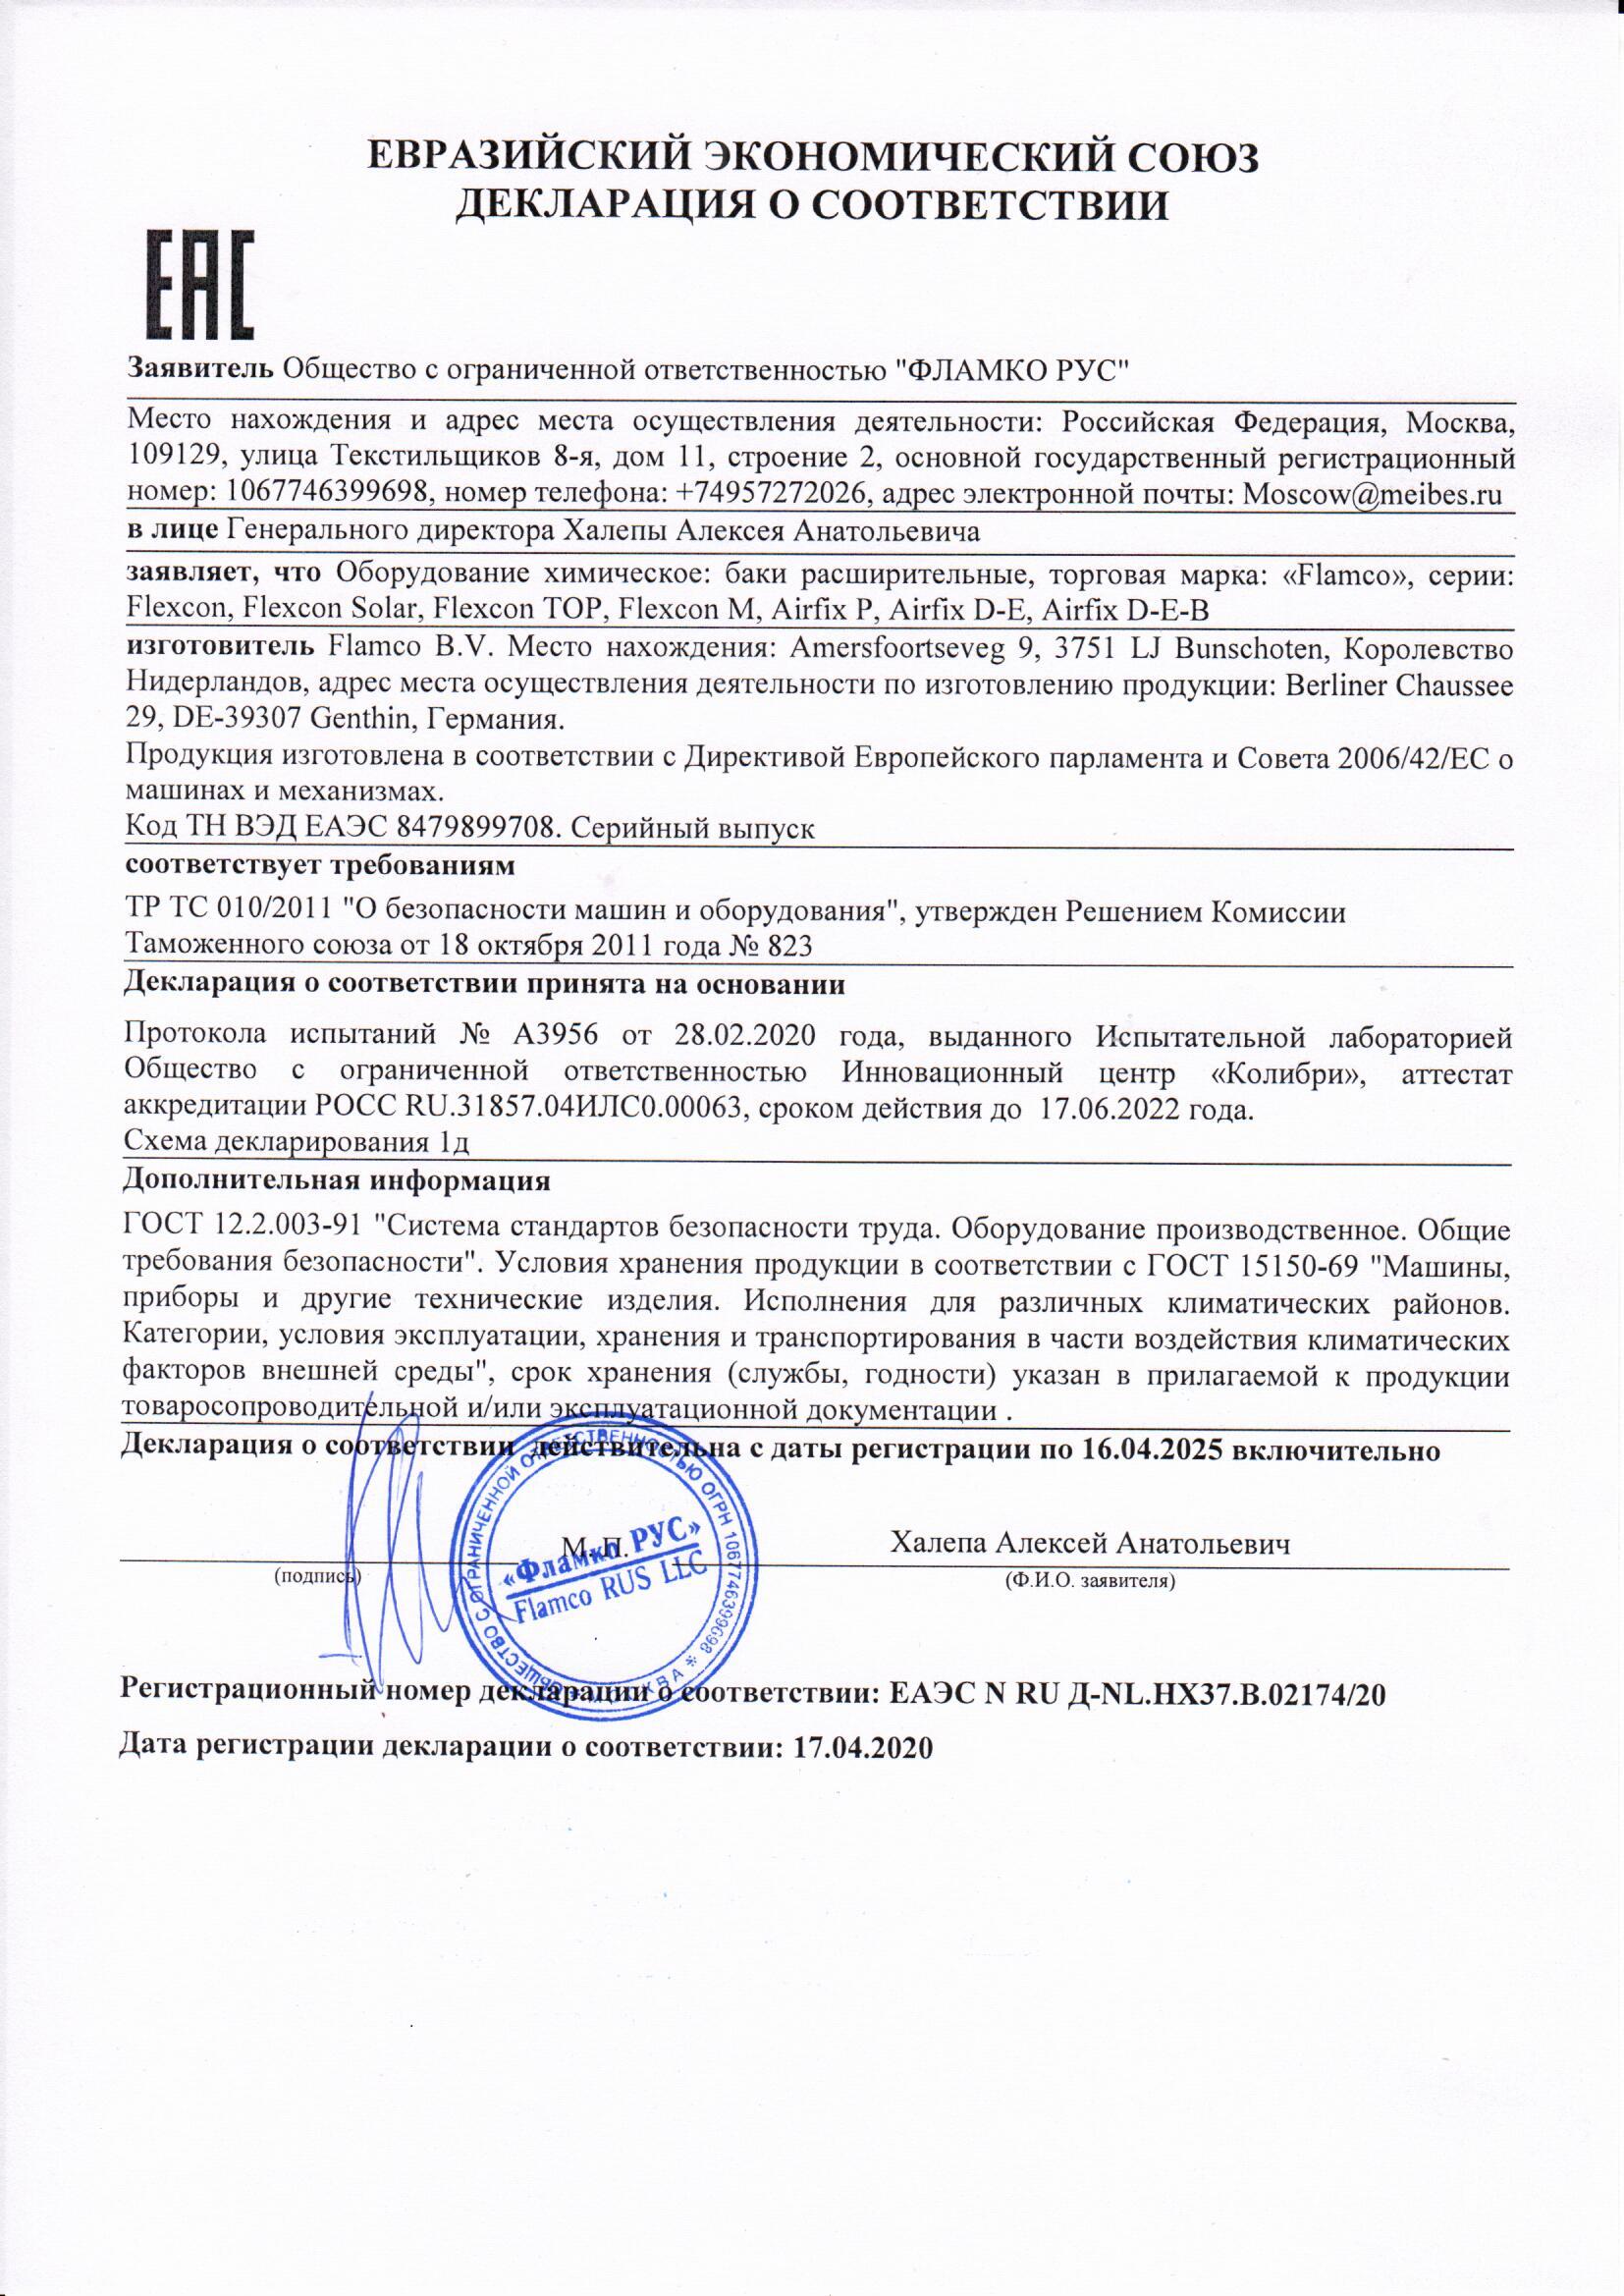 ЕВРАЗИЙСКИЙ ЭКОНОМИЧЕСКИЙ СОЮЗ
ДЕКЛАРАЦИЯ О СООТВЕТСТВИИ
ЕАС
Заявитель Общество с ограниченной ответственностью "ФЛАМКО РУС"
Место нахождения и адрес места осуществления деятельности: Российская Федерация, Москва,
109129, улица Текстильщиков 8-я, дом 11, строение 2, основной государственный регистрационный
номер: 1067746399698, номер телефона: +74957272026, адрес электронной почты: Moscow@meibes.ru
в лице Генерального директора Халепы Алексея Анатольевича
заявляет, что Оборудование химическое: баки расширительные, торговая марка: «Flamco», серии:
Flexcon, Flexcon Solar, Flexcon TOP, Flexcon M, Airfix P, Airfix D-E, Airfix D-E-B
изготовитель Flamco B.V. Место нахождения: Amersfoortseveg 9, 3751 LJ Bunschoten, Королевство
Нидерландов, адрес места осуществления деятельности по изготовлению продукции: Berliner Chaussee
29, DE-39307 Genthin, Германия.
Продукция изготовлена в соответствии с Директивой Европейского парламента и Совета 2006/42/ЕС о
машинах и механизмах.
Код ТН ВЭД ЕАЭС 8479899708. Серийный выпуск
соответствует требованиям
ТР ТС 010/2011 "О безопасности машин и оборудования", утвержден Решением Комиссии
Таможенного союза от 18 октября 2011 года № 823
Декларация о соответствии принята на основании
Протокола испытаний № А3956 от 28.02.2020 года, выданного Испытательной лабораторией
Общество с ограниченной ответственностью Инновационный центр «Колибри», аттестат
аккредитации РОСС RU.31857.04ИЛС0.00063, сроком действия до 17.06.2022 года.
Схема декларирования 1д
Дополнительная информация
ГОСТ 12.2.003-91 "Система стандартов безопасности труда. Оборудование производственное. Общие
требования безопасности". Условия хранения продукции в соответствии с ГОСТ 15150-69 "Машины,
приборы и другие технические изделия. Исполнения для различных климатических районов.
Категории, условия эксплуатации, хранения и транспортирования в части воздействия климатических
факторов внешней среды", срок хранения (службы, годности) указан в прилагаемой к продукции
товаросопроводительной и/или эксплуатационной документации .
Декларация о соответствии действительна с даты регистрации по 16.04.2025 включительно
М.П.
Халепа Алексей Анатольевич
(подпись)
(Ф.И.О. заявителя)
ОБЩЕСТВО С ОГРАНИЧЕННОЙ ОТВЕТСТВЕННОСТЬЮ ОГРН 1067746399698 * МОСКВА *
«Фламко РУС»
Flamco RUS LLC
Регистрационный номер декларации о соответствии: ЕАЭС N RU Д-NL.НХ37.В.02174/20
Дата регистрации декларации о соответствии: 17.04.2020